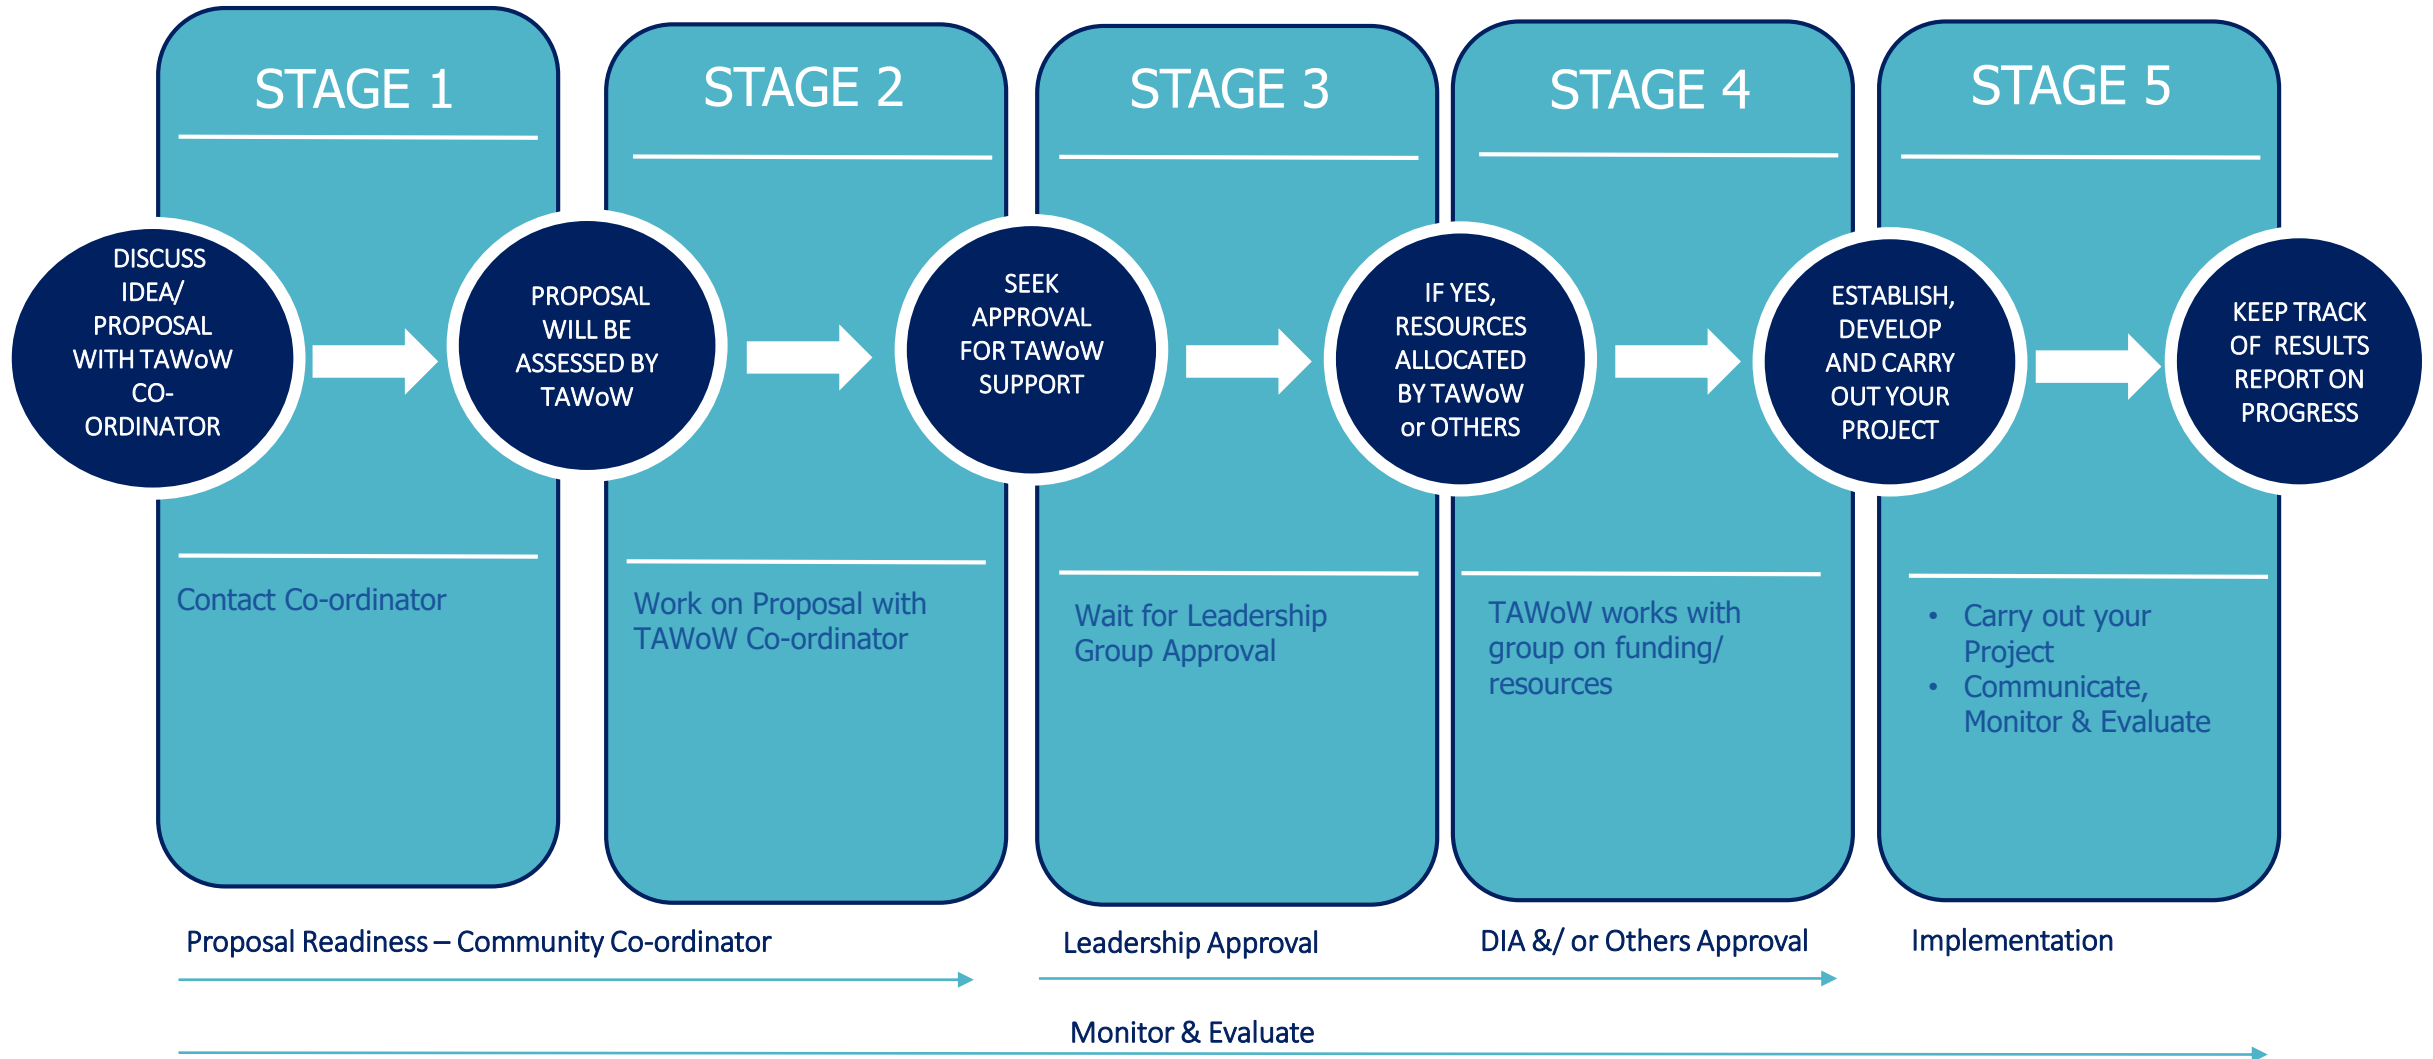 STAGE 1
STAGE 2
STAGE 3
STAGE 4
STAGE 5
DISCUSS
IDEA/
PROPOSAL
WITH TAWoW
CO-
ORDINATOR
PROPOSAL
WILL BE
ASSESSED BY
TAWoW
SEEK
APPROVAL
FOR TAWoW
SUPPORT
IF YES,
RESOURCES
ALLOCATED
BY TAWoW
or OTHERS
ESTABLISH,
DEVELOP
AND CARRY
OUT YOUR
PROJECT
KEEP TRACK
OF RESULTS
REPORT ON
PROGRESS
Contact Co-ordinator
Work on Proposal with
TAWoW Co-ordinator
Wait for Leadership
Group Approval
TAWoW works with
group on funding/
resources
• Carry out your
Project
• Communicate,
Monitor & Evaluate
Proposal Readiness – Community Co-ordinator
Leadership Approval
DIA &/ or Others Approval
Implementation
Monitor & Evaluate